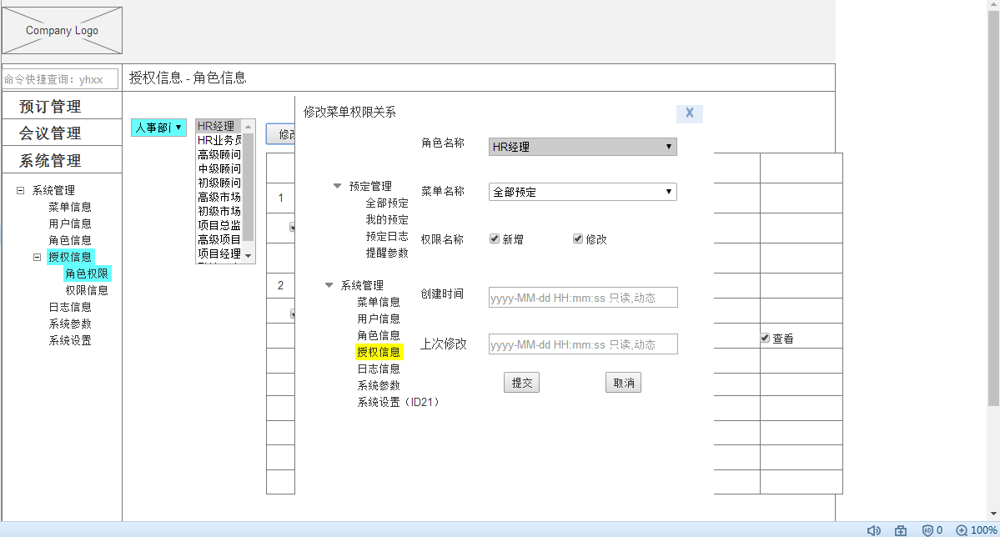 Company Logo
命令快捷查询：yhxx
授权信息 - 角色信息
预订管理
会议管理
系统管理
系统管理
菜单信息
用户信息
角色信息
授权信息
角色权限
权限信息
日志信息
系统参数
系统设置
人事部门
HR经理
HR业务员
高级顾问
中级顾问
初级顾问
高级市场
初级市场
项目总监
高级项目
项目经理
修改
1
2
查看
修改菜单权限关系
X
角色名称
HR经理
菜单名称
全部预定
权限名称
新增
修改
创建时间
yyyy-MM-dd HH:mm:ss 只读,动态
上次修改
yyyy-MM-dd HH:mm:ss 只读,动态
提交
取消
预定管理
全部预定
我的预定
预定日志
提醒参数
系统管理
菜单信息
用户信息
角色信息
授权信息
日志信息
系统参数
系统设置（ID21）
0
100%